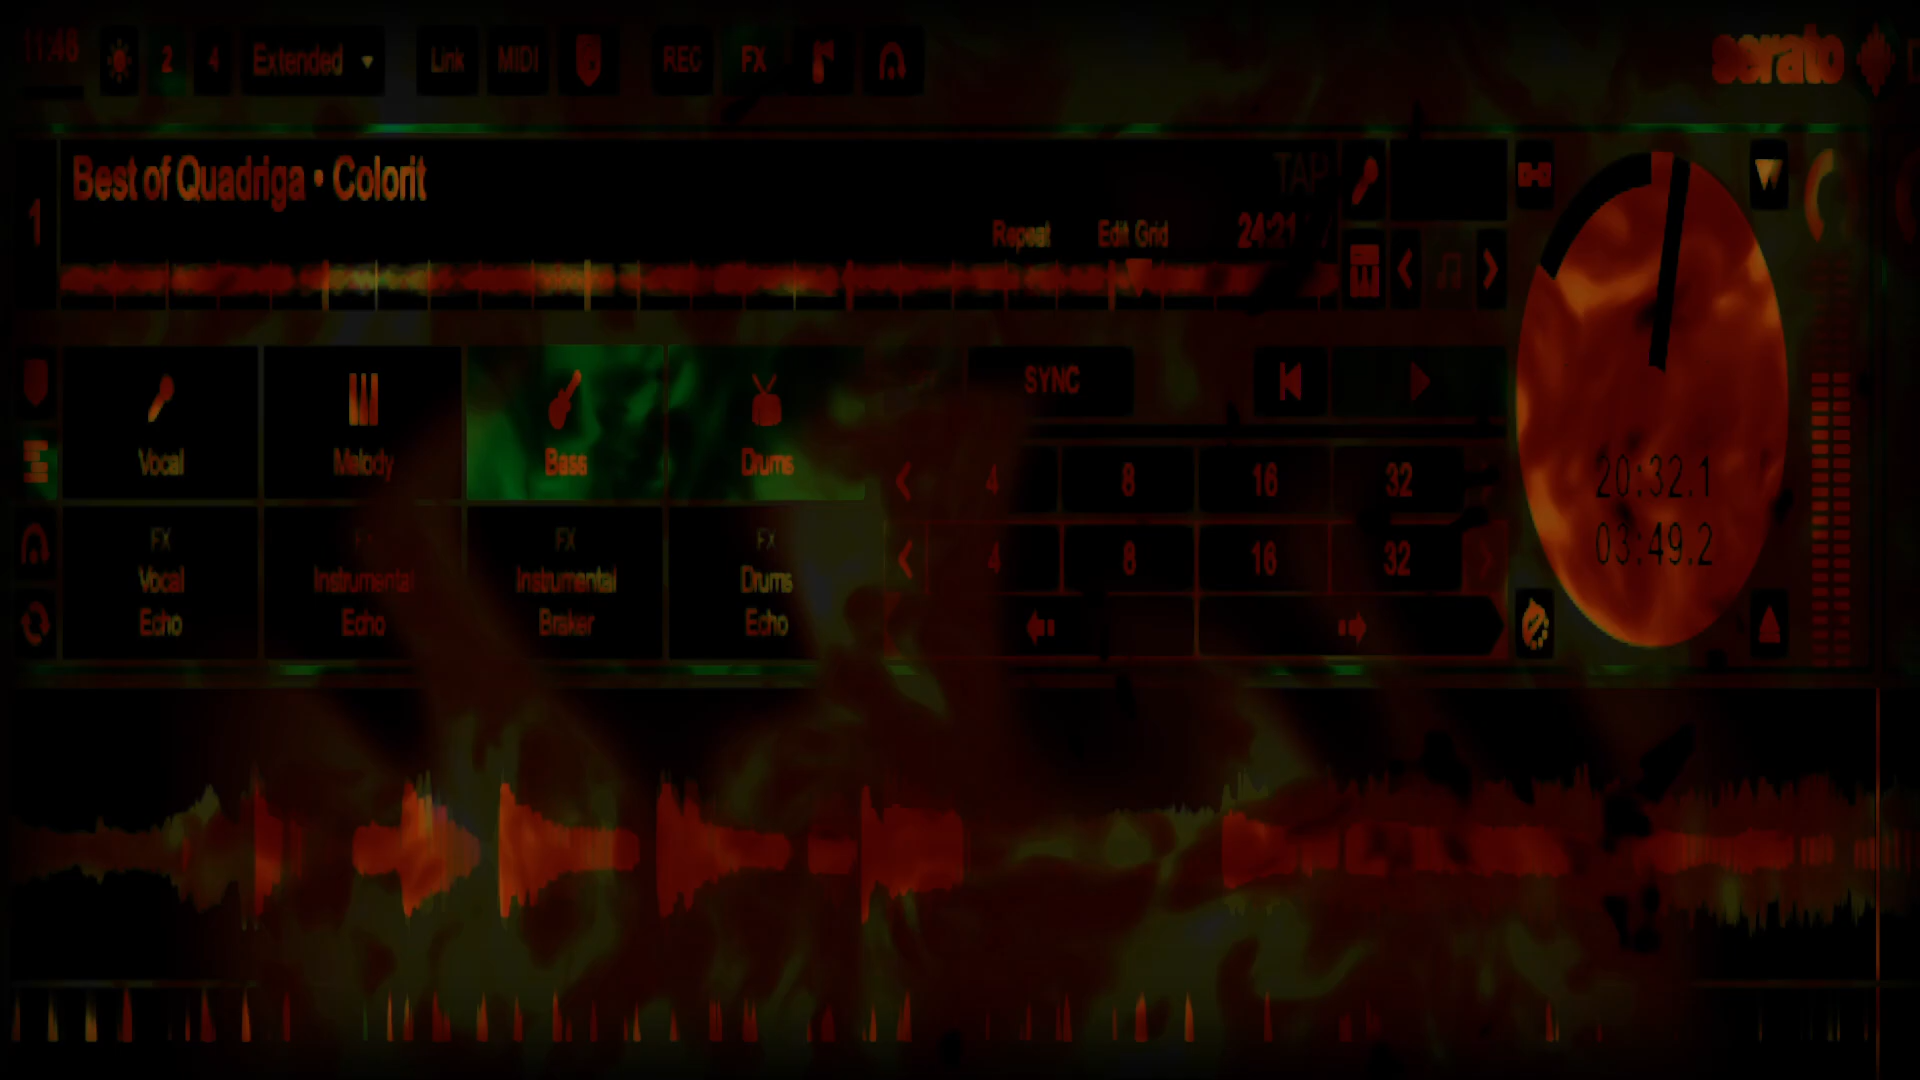 11:48 2 4 Extended Link MIDI REC FX serato
1
Best of Quadriga • Colorit
TAP
Repeat Edit Grid 24:21
SYNC
Vocal Melody Bass Drums
4 8 16 32
FX FX FX
Vocal Instrumental Instrumental Drums
Echo Echo Braker Echo
4 8 16 32
20:32.1
03:49.2